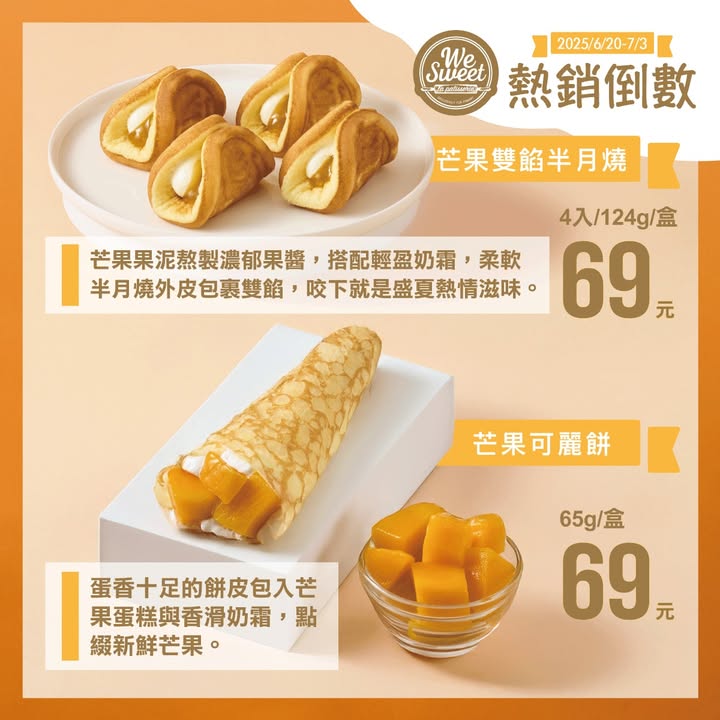 We
Sweet
La patisserie
2025/6/20-7/3
熱銷倒數
芒果雙餡半月燒
4入/124g/盒
69元
芒果果泥熬製濃郁果醬，搭配輕盈奶霜，柔軟
半月燒外皮包裹雙餡，咬下就是盛夏熱情滋味。
芒果可麗餅
65g/盒
69元
蛋香十足的餅皮包入芒
果蛋糕與香滑奶霜，點
綴新鮮芒果。